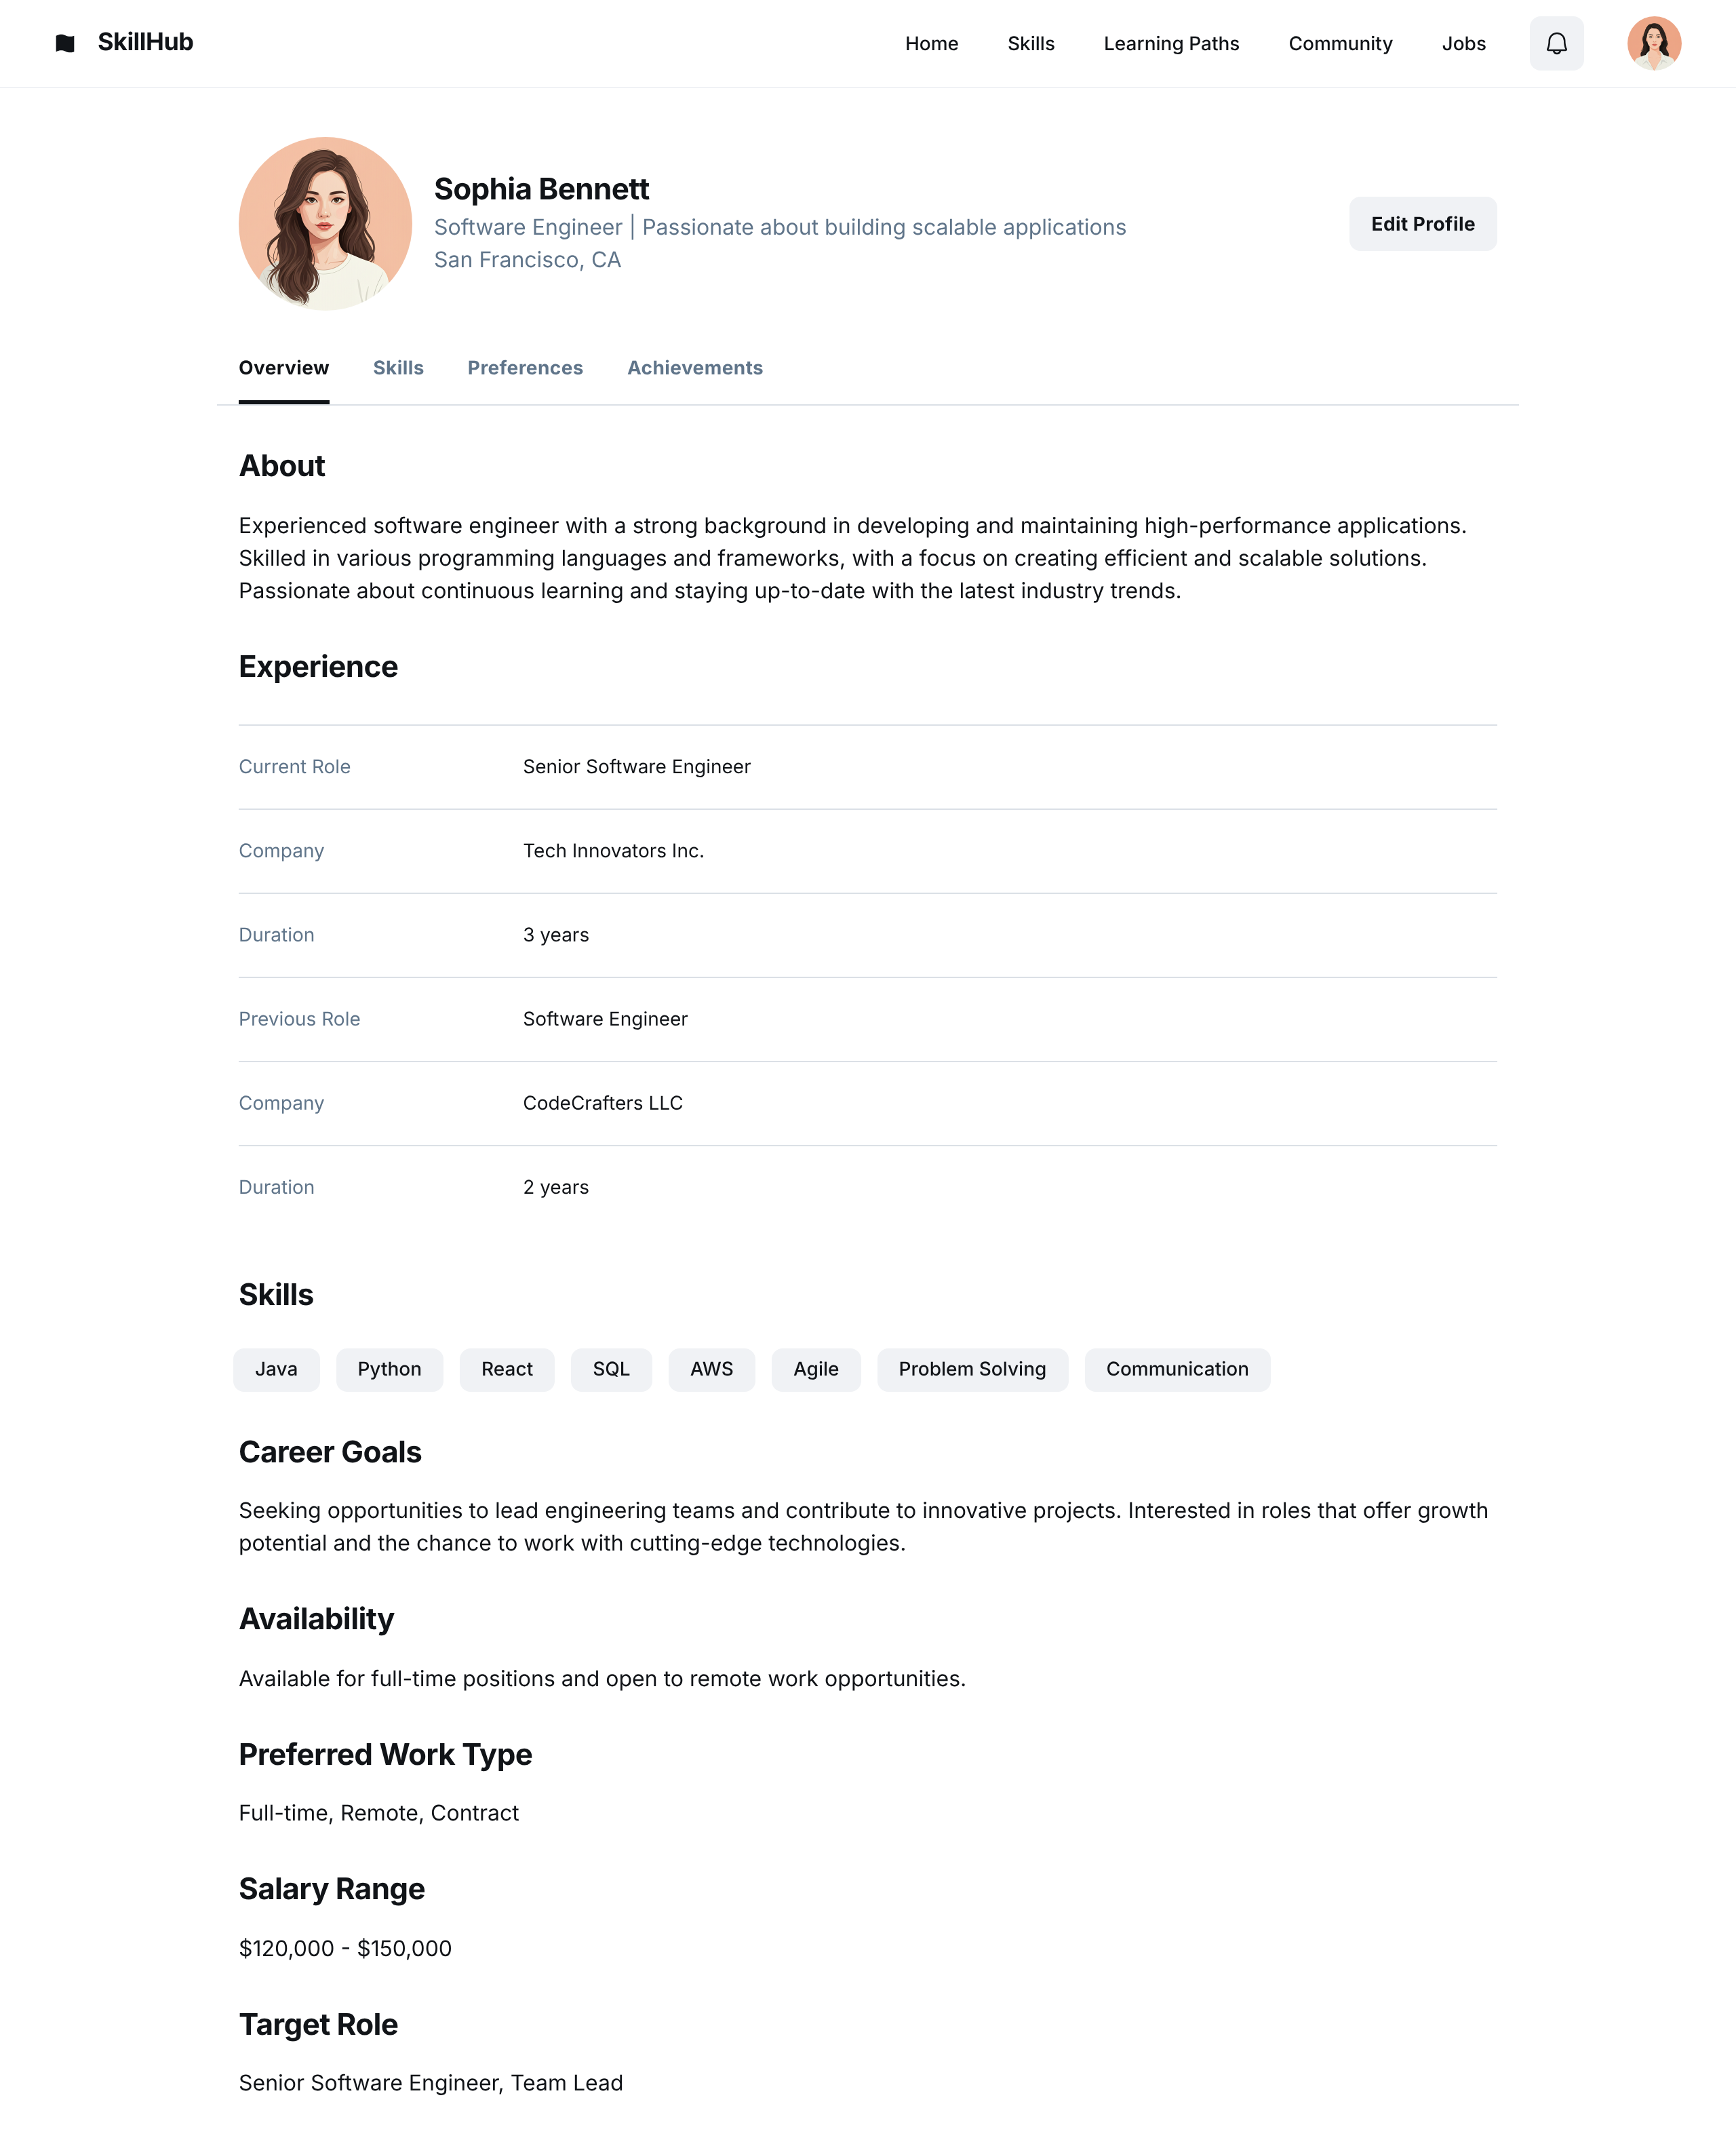 SkillHub
Home Skills Learning Paths Community Jobs
Sophia Bennett
Software Engineer | Passionate about building scalable applications
San Francisco, CA
Edit Profile
Overview Skills Preferences Achievements
About
Experienced software engineer with a strong background in developing and maintaining high-performance applications.
Skilled in various programming languages and frameworks, with a focus on creating efficient and scalable solutions.
Passionate about continuous learning and staying up-to-date with the latest industry trends.
Experience
Current Role Senior Software Engineer
Company Tech Innovators Inc.
Duration 3 years
Previous Role Software Engineer
Company CodeCrafters LLC
Duration 2 years
Skills
Java Python React SQL AWS Agile Problem Solving Communication
Career Goals
Seeking opportunities to lead engineering teams and contribute to innovative projects. Interested in roles that offer growth
potential and the chance to work with cutting-edge technologies.
Availability
Available for full-time positions and open to remote work opportunities.
Preferred Work Type
Full-time, Remote, Contract
Salary Range
$120,000 - $150,000
Target Role
Senior Software Engineer, Team Lead